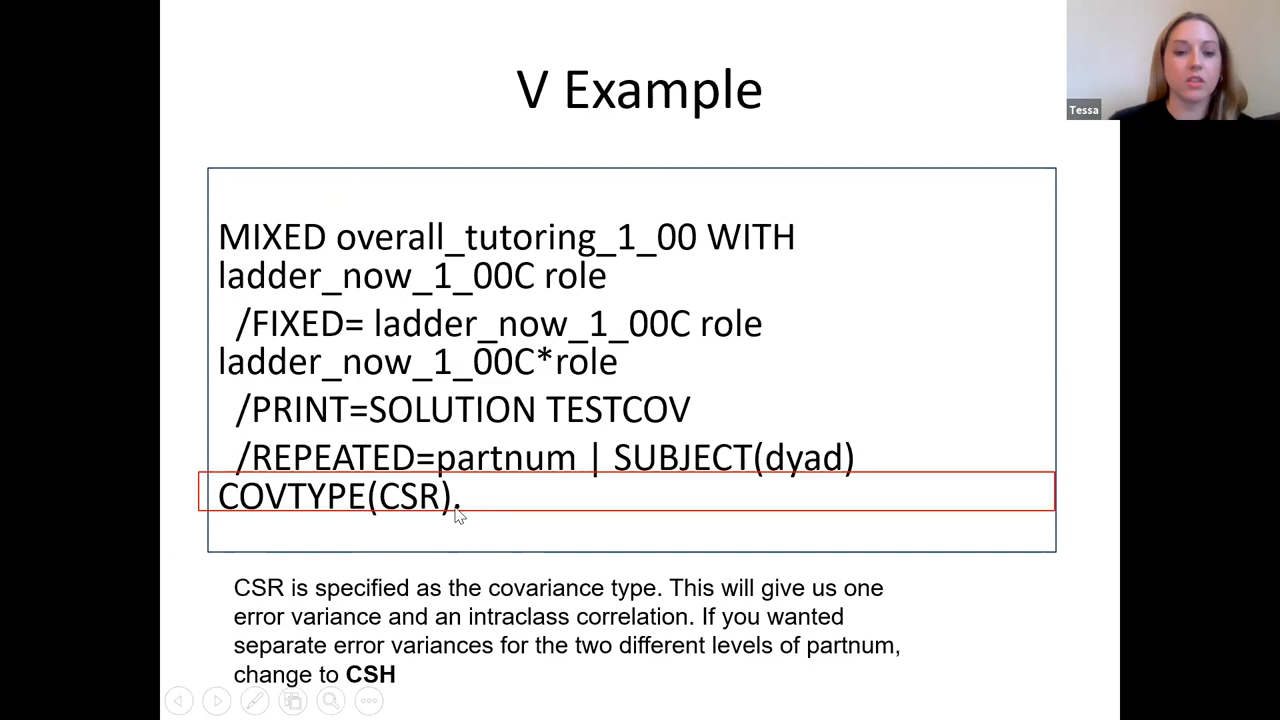 V Example
Tessa
MIXED overall_tutoring_1_00 WITH
ladder_now_1_00C role
/FIXED= ladder_now_1_00C role
ladder_now_1_00C*role
/PRINT=SOLUTION TESTCOV
/REPEATED=partnum | SUBJECT(dyad)
COVTYPE(CSR).
CSR is specified as the covariance type. This will give us one
error variance and an intraclass correlation. If you wanted
separate error variances for the two different levels of partnum,
change to CSH